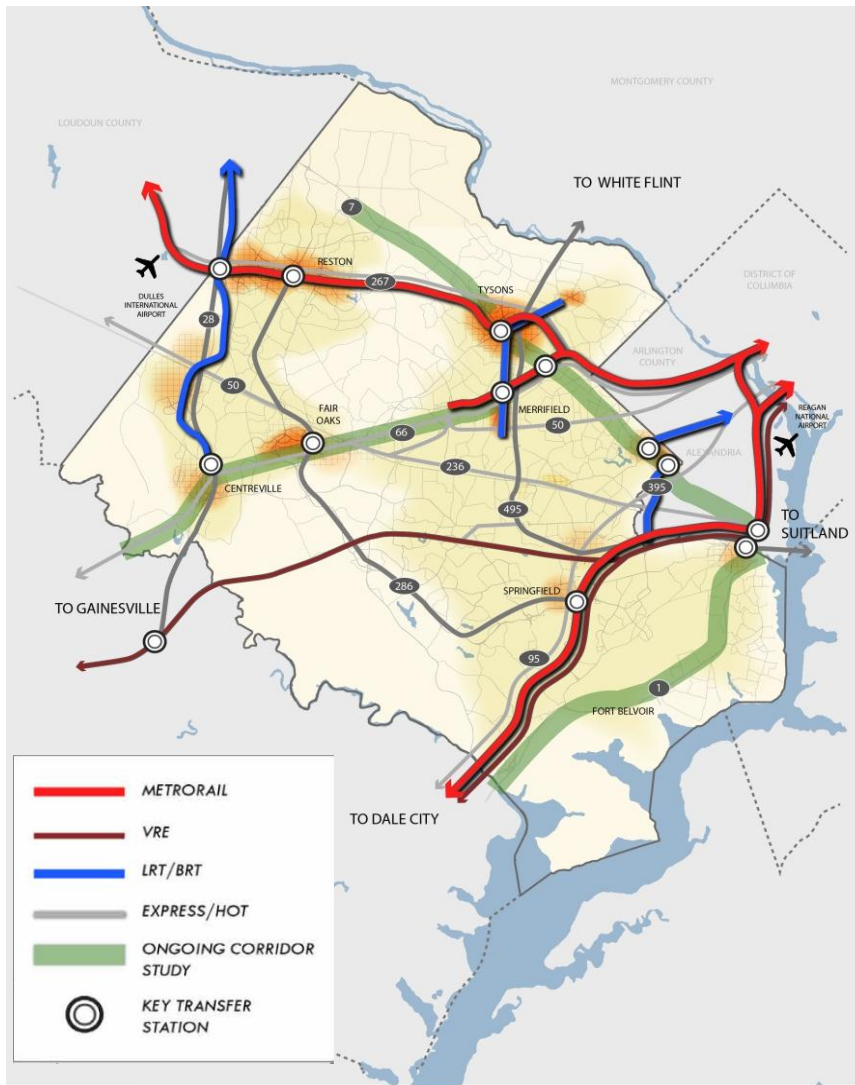 MONTGOMERY COUNTY
LOUDOUN COUNTY
TO WHITE FLINT
7
RESTON
DISTRICT OF
COLUMBIA
267
TYSONS
DULLES
INTERNATIONAL
AIRPORT
28
ARLINGTON
COUNTY
50
MERRIFIELD
REAGAN
NATIONAL
AIRPORT
FAIR
OAKS
66
50
ALEXANDRIA
236
CENTREVILLE
395
495
TO
SUITLAND
286
SPRINGFIELD
TO GAINESVILLE
95
1
FORT BELVOIR
TO DALE CITY
METRORAIL
VRE
LRT/BRT
EXPRESS/HOT
ONGOING CORRIDOR
STUDY
KEY TRANSFER
STATION